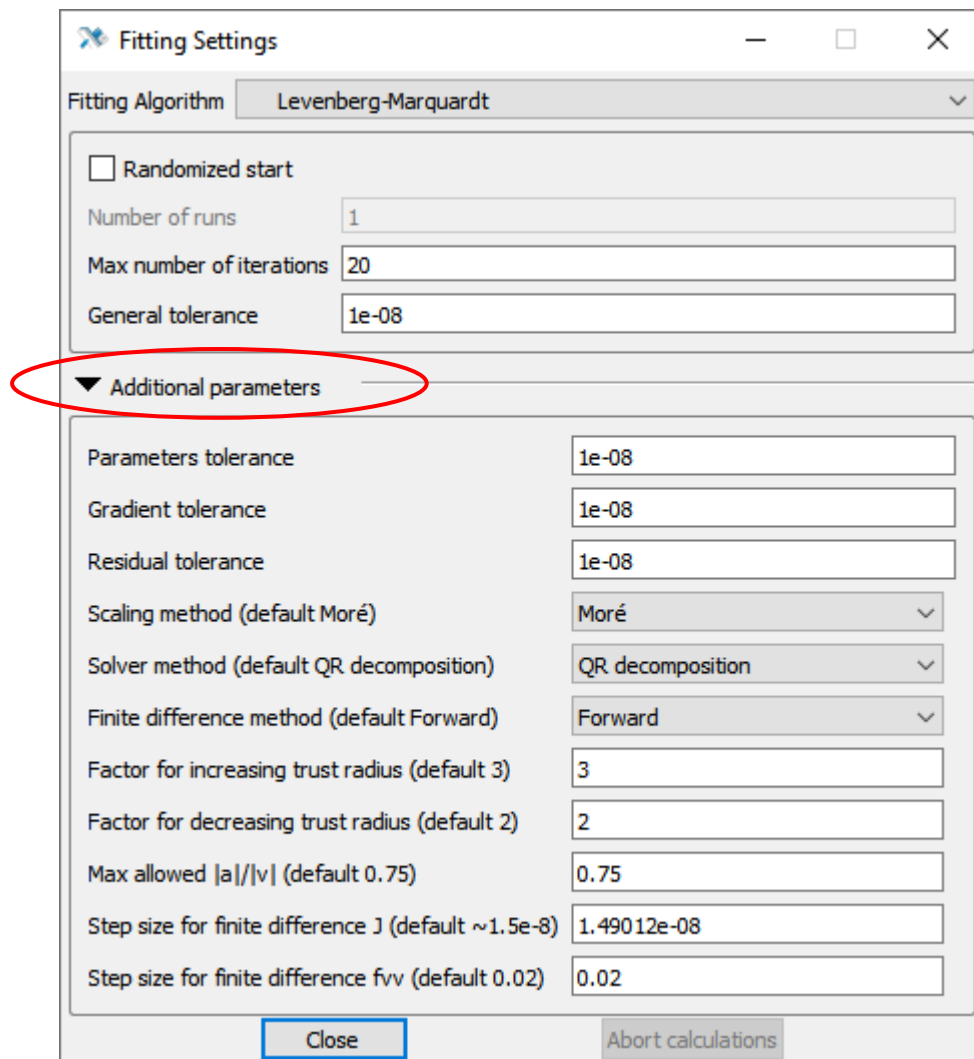 Fitting Settings
Fitting Algorithm Levenberg-Marquardt
Randomized start
Number of runs 1
Max number of iterations 20
General tolerance 1e-08
Additional parameters
Parameters tolerance 1e-08
Gradient tolerance 1e-08
Residual tolerance 1e-08
Scaling method (default Moré) Moré
Solver method (default QR decomposition) QR decomposition
Finite difference method (default Forward) Forward
Factor for increasing trust radius (default 3) 3
Factor for decreasing trust radius (default 2) 2
Max allowed |a|/|v| (default 0.75) 0.75
Step size for finite difference J (default ~1.5e-8) 1.49012e-08
Step size for finite difference fvv (default 0.02) 0.02
Close Abort calculations